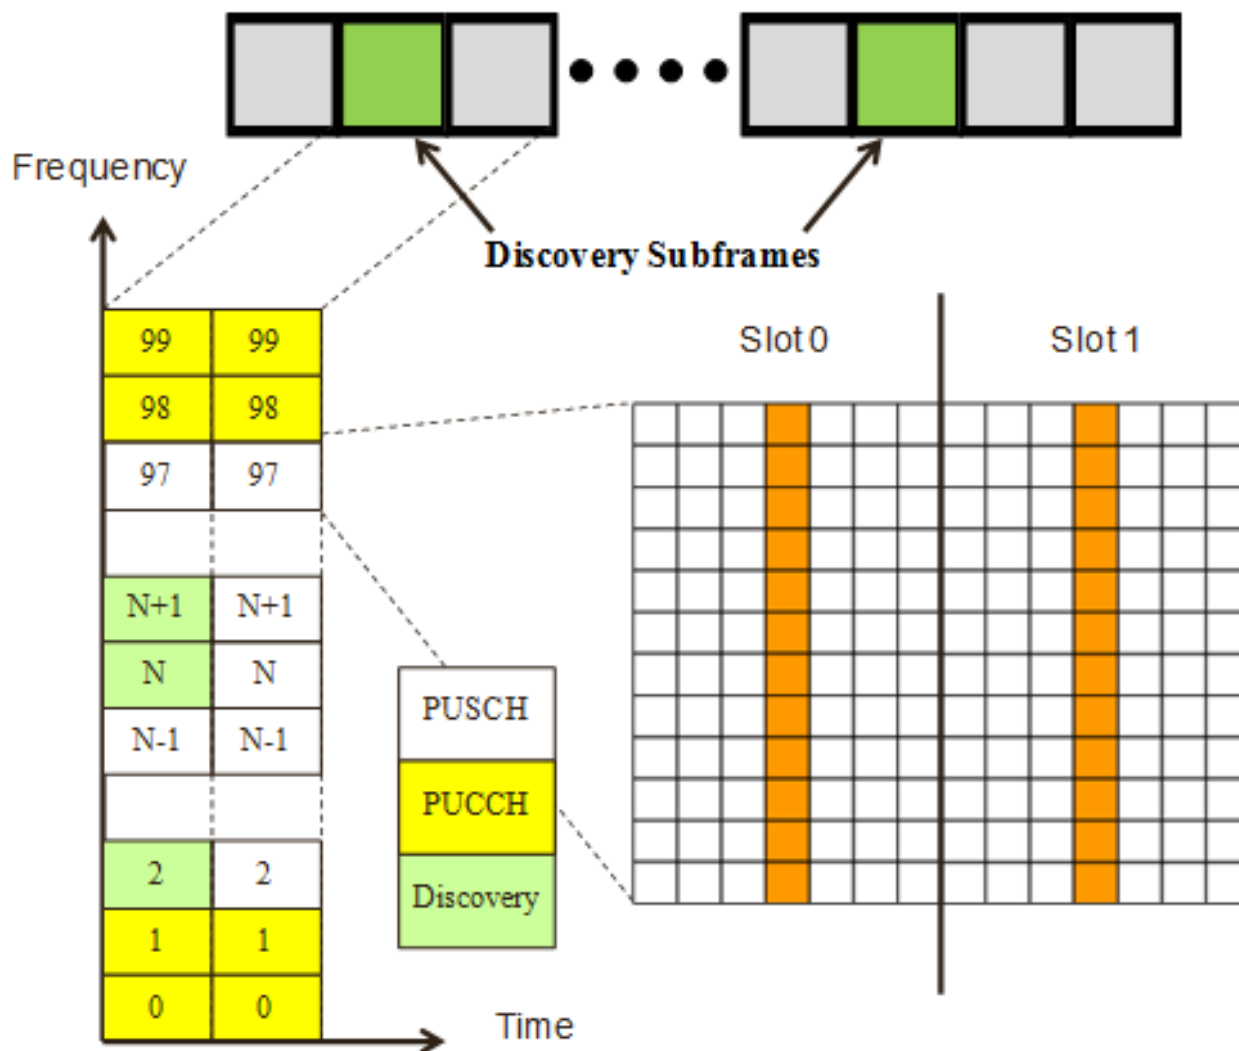 Frequency
Discovery Subframes
Slot 0 Slot 1
99 99
98 98
97 97
N+1 N+1
N N
N-1 N-1
2 2
1 1
0 0
PUSCH
PUCCH
Discovery
Time